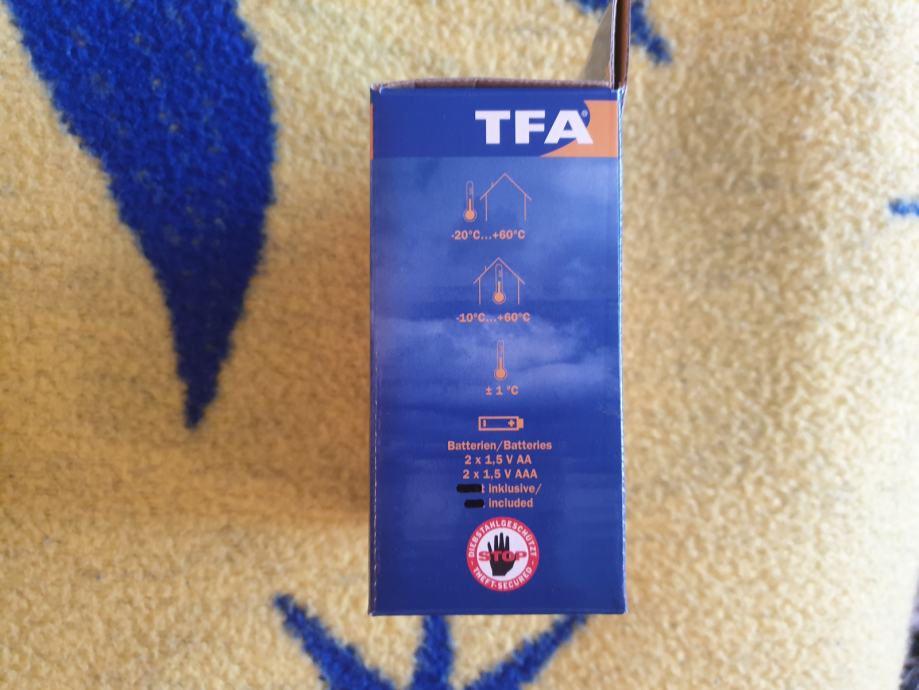 TFA®
-20°C...+60°C
-10°C...+60°C
± 1 °C
Batterien/Batteries
2 x 1,5 V AA
2 x 1,5 V AAA
inklusive/
included
DIEBSTAHLGESCHÜTZT
STOP
THEFT-SECURED